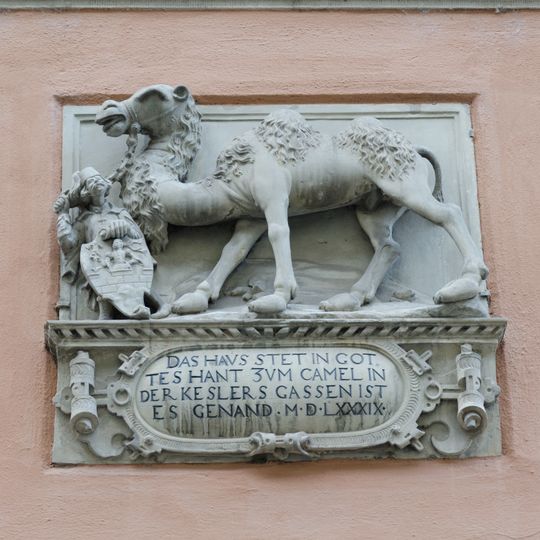 DAS HAVS STET IN GOT
TES HANT ZVM CAMEL IN
DER KESLERS GASSEN IST
ES GENAND · M · D · LXXXIX ·